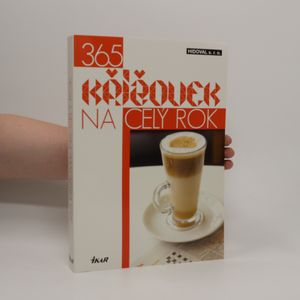 365
HIDOVAL s. r. o.
KŘÍŽOVEK
NA CELÝ ROK
IKAR